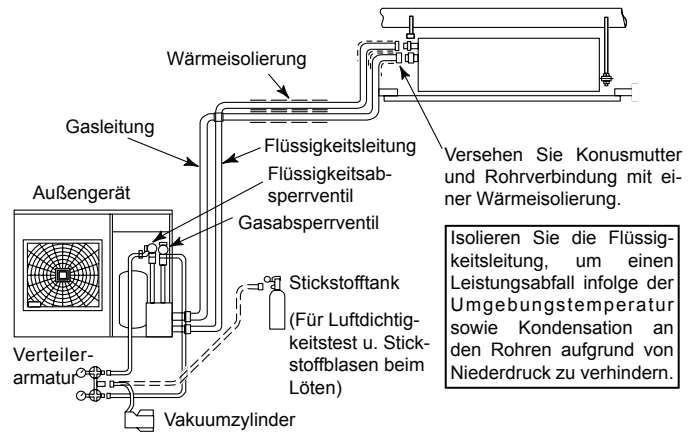 Wärmeisolierung
Gasleitung
Flüssigkeitsleitung
Flüssigkeitsab-
sperrventil
Außengerät
Gasabsperrventil
Versehen Sie Konusmutter
und Rohrverbindung mit ei-
ner Wärmeisolierung.
Isolieren Sie die Flüssig-
keitsleitung, um einen
Leistungsabfall infolge der
Umgebungstemperatur
sowie Kondensation an
den Rohren aufgrund von
Niederdruck zu verhindern.
Stickstofftank
(Für Luftdichtig-
keitstest u. Stick-
stoffblasen beim
Löten)
Verteiler-
armatur
Vakuumzylinder